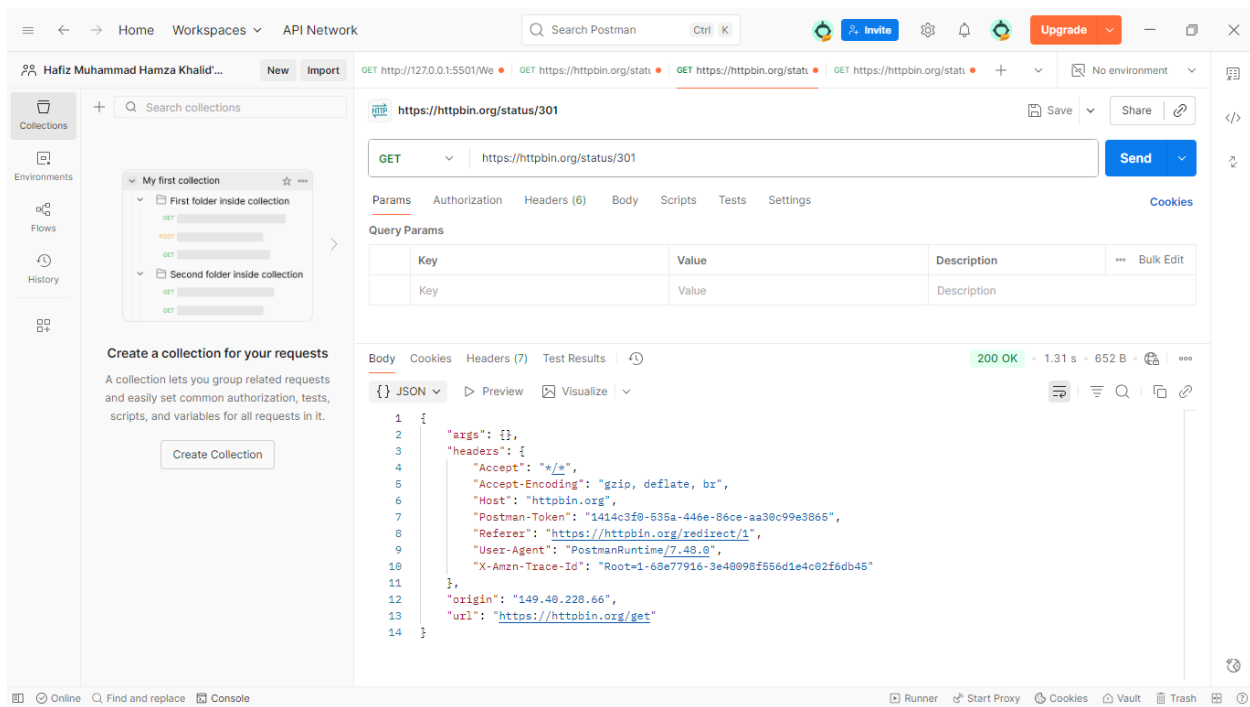 Home Workspaces API Network Search Postman Ctrl K Invite Upgrade
Hafiz Muhammad Hamza Khalid'... New Import GET http://127.0.0.1:5501/We GET https://httpbin.org/statu GET https://httpbin.org/statu GET https://httpbin.org/statu No environment
Collections
Environments
Flows
History
Search collections
My first collection
First folder inside collection
GET
POST
GET
Second folder inside collection
GET
GET
Create a collection for your requests
A collection lets you group related requests
and easily set common authorization, tests,
scripts, and variables for all requests in it.
Create Collection
HTTP https://httpbin.org/status/301 Save Share
GET https://httpbin.org/status/301 Send
Params Authorization Headers (6) Body Scripts Tests Settings Cookies
Query Params
Key Value Description Bulk Edit
Key Value Description
Body Cookies Headers (7) Test Results 200 OK 1.31 s 652 B
{} JSON Preview Visualize
1 {
2 "args": {},
3 "headers": {
4 "Accept": "*/*",
5 "Accept-Encoding": "gzip, deflate, br",
6 "Host": "httpbin.org",
7 "Postman-Token": "1414c3f0-535a-446e-86ce-aa30c99e3865",
8 "Referer": "https://httpbin.org/redirect/1",
9 "User-Agent": "PostmanRuntime/7.48.0",
10 "X-Amzn-Trace-Id": "Root=1-68e77916-3e40098f556d1e4c02f6db45"
11 },
12 "origin": "149.40.228.66",
13 "url": "https://httpbin.org/get"
14 }
Online Find and replace Console Runner Start Proxy Cookies Vault Trash